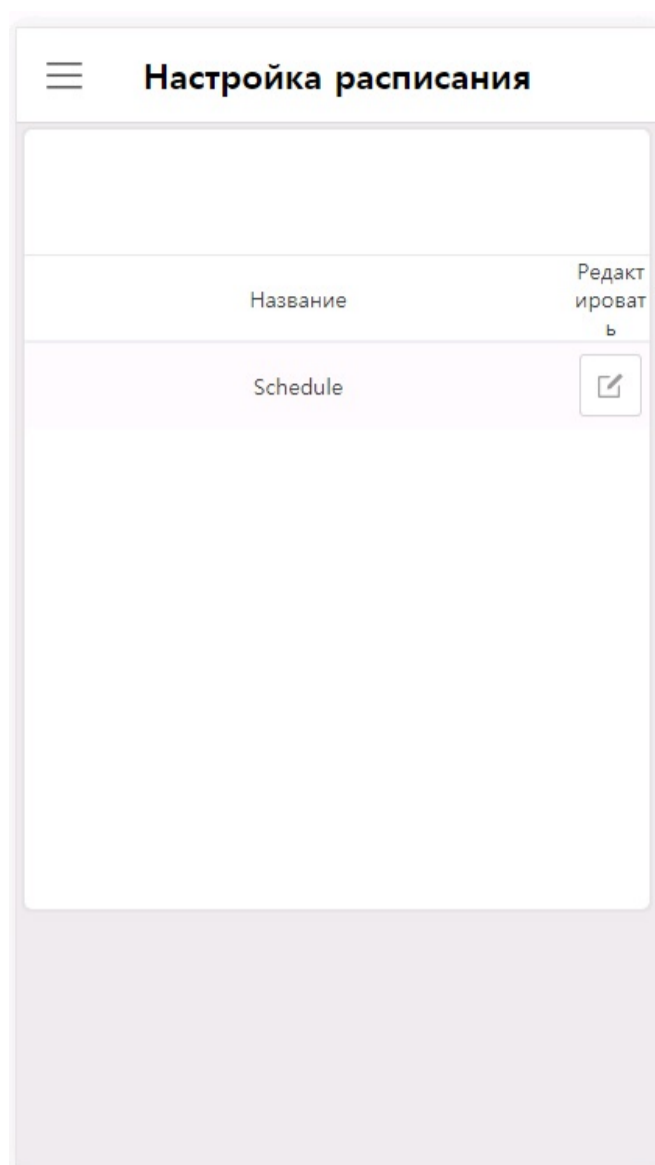 Настройка расписания
Название
Редакт
ироват
ь
Schedule